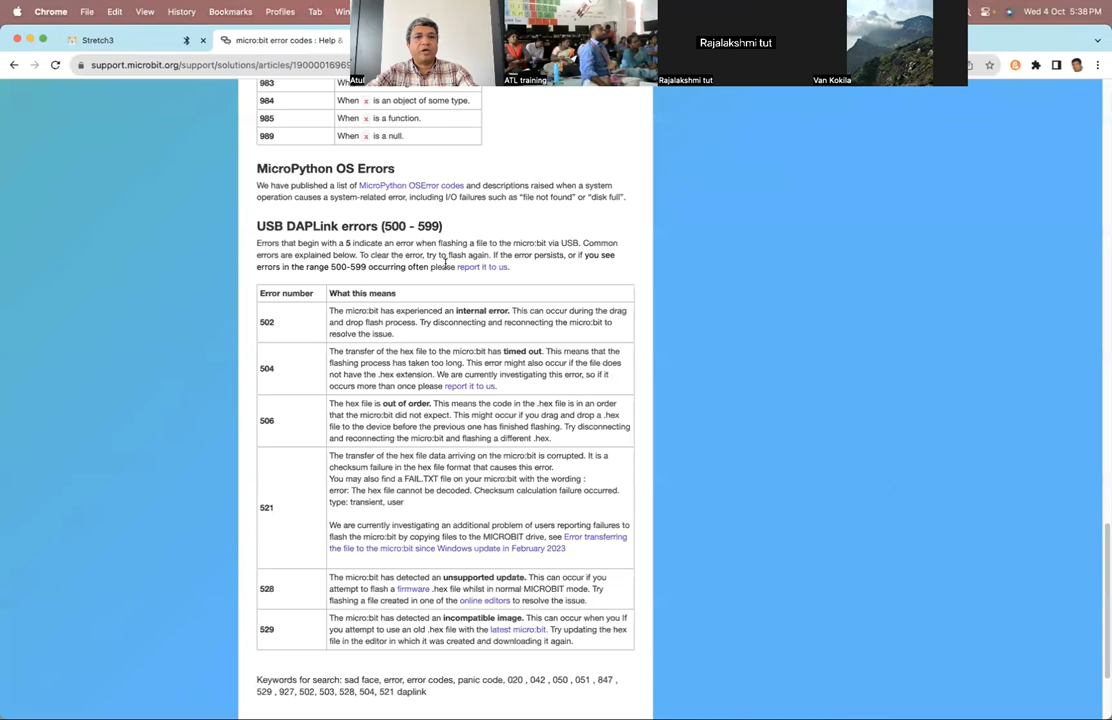 Chrome File Edit View History Bookmarks Profiles Tab Win
Wed 4 Oct 5:38 PM
Stretch3
micro:bit error codes : Help &
support.microbit.org/support/solutions/articles/19000016969
Atul
ATL training
Rajalakshmi tut
Rajalakshmi tut
Van Kokila
983
984 When x is an object of some type.
985 When x is a function.
989 When x is a null.
MicroPython OS Errors
We have published a list of MicroPython OSError codes and descriptions raised when a system
operation causes a system-related error, including I/O failures such as “file not found” or “disk full”.
USB DAPLink errors (500 - 599)
Errors that begin with a 5 indicate an error when flashing a file to the micro:bit via USB. Common
errors are explained below. To clear the error, try to flash again. If the error persists, or if you see
errors in the range 500-599 occurring often please report it to us.
Error number What this means
The micro:bit has experienced an internal error. This can occur during the drag
502 and drop flash process. Try disconnecting and reconnecting the micro:bit to
resolve the issue.
The transfer of the hex file to the micro:bit has timed out. This means that the
flashing process has taken too long. This error might also occur if the file does
504 not have the .hex extension. We are currently investigating this error, so if it
occurs more than once please report it to us.
The hex file is out of order. This means the code in the .hex file is in an order
that the micro:bit did not expect. This might occur if you drag and drop a .hex
506 file to the device before the previous one has finished flashing. Try disconnecting
and reconnecting the micro:bit and flashing a different .hex.
The transfer of the hex file data arriving on the micro:bit is corrupted. It is a
checksum failure in the hex file format that causes this error.
You may also find a FAIL.TXT file on your micro:bit with the wording :
error: The hex file cannot be decoded. Checksum calculation failure occurred.
type: transient, user
521
We are currently investigating an additional problem of users reporting failures to
flash the micro:bit by copying files to the MICROBIT drive, see Error transferring
the file to the micro:bit since Windows update in February 2023
The micro:bit has detected an unsupported update. This can occur if you
528 attempt to flash a firmware .hex file whilst in normal MICROBIT mode. Try
flashing a file created in one of the online editors to resolve the issue.
The micro:bit has detected an incompatible image. This can occur when you If
529 you attempt to use an old .hex file with the latest micro:bit. Try updating the hex
file in the editor in which it was created and downloading it again.
Keywords for search: sad face, error, error codes, panic code, 020 , 042 , 050 , 051 , 847 ,
529 , 927, 502, 503, 528, 504, 521 daplink